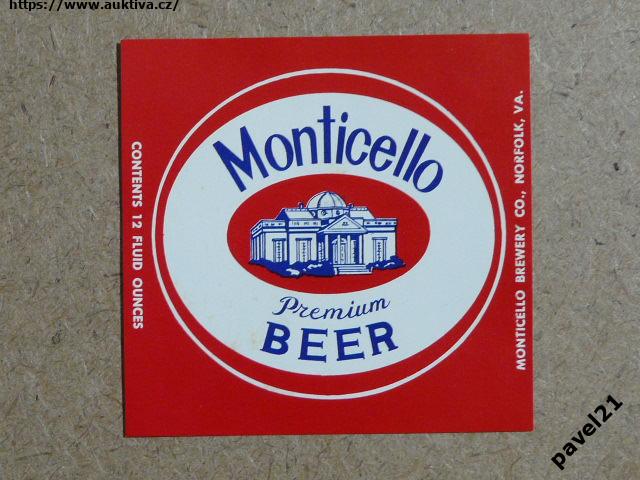 https://www.auktiva.cz/
Monticello
Premium
BEER
CONTENTS 12 FLUID OUNCES
MONTICELLO BREWERY CO., NORFOLK, VA.
pavel21